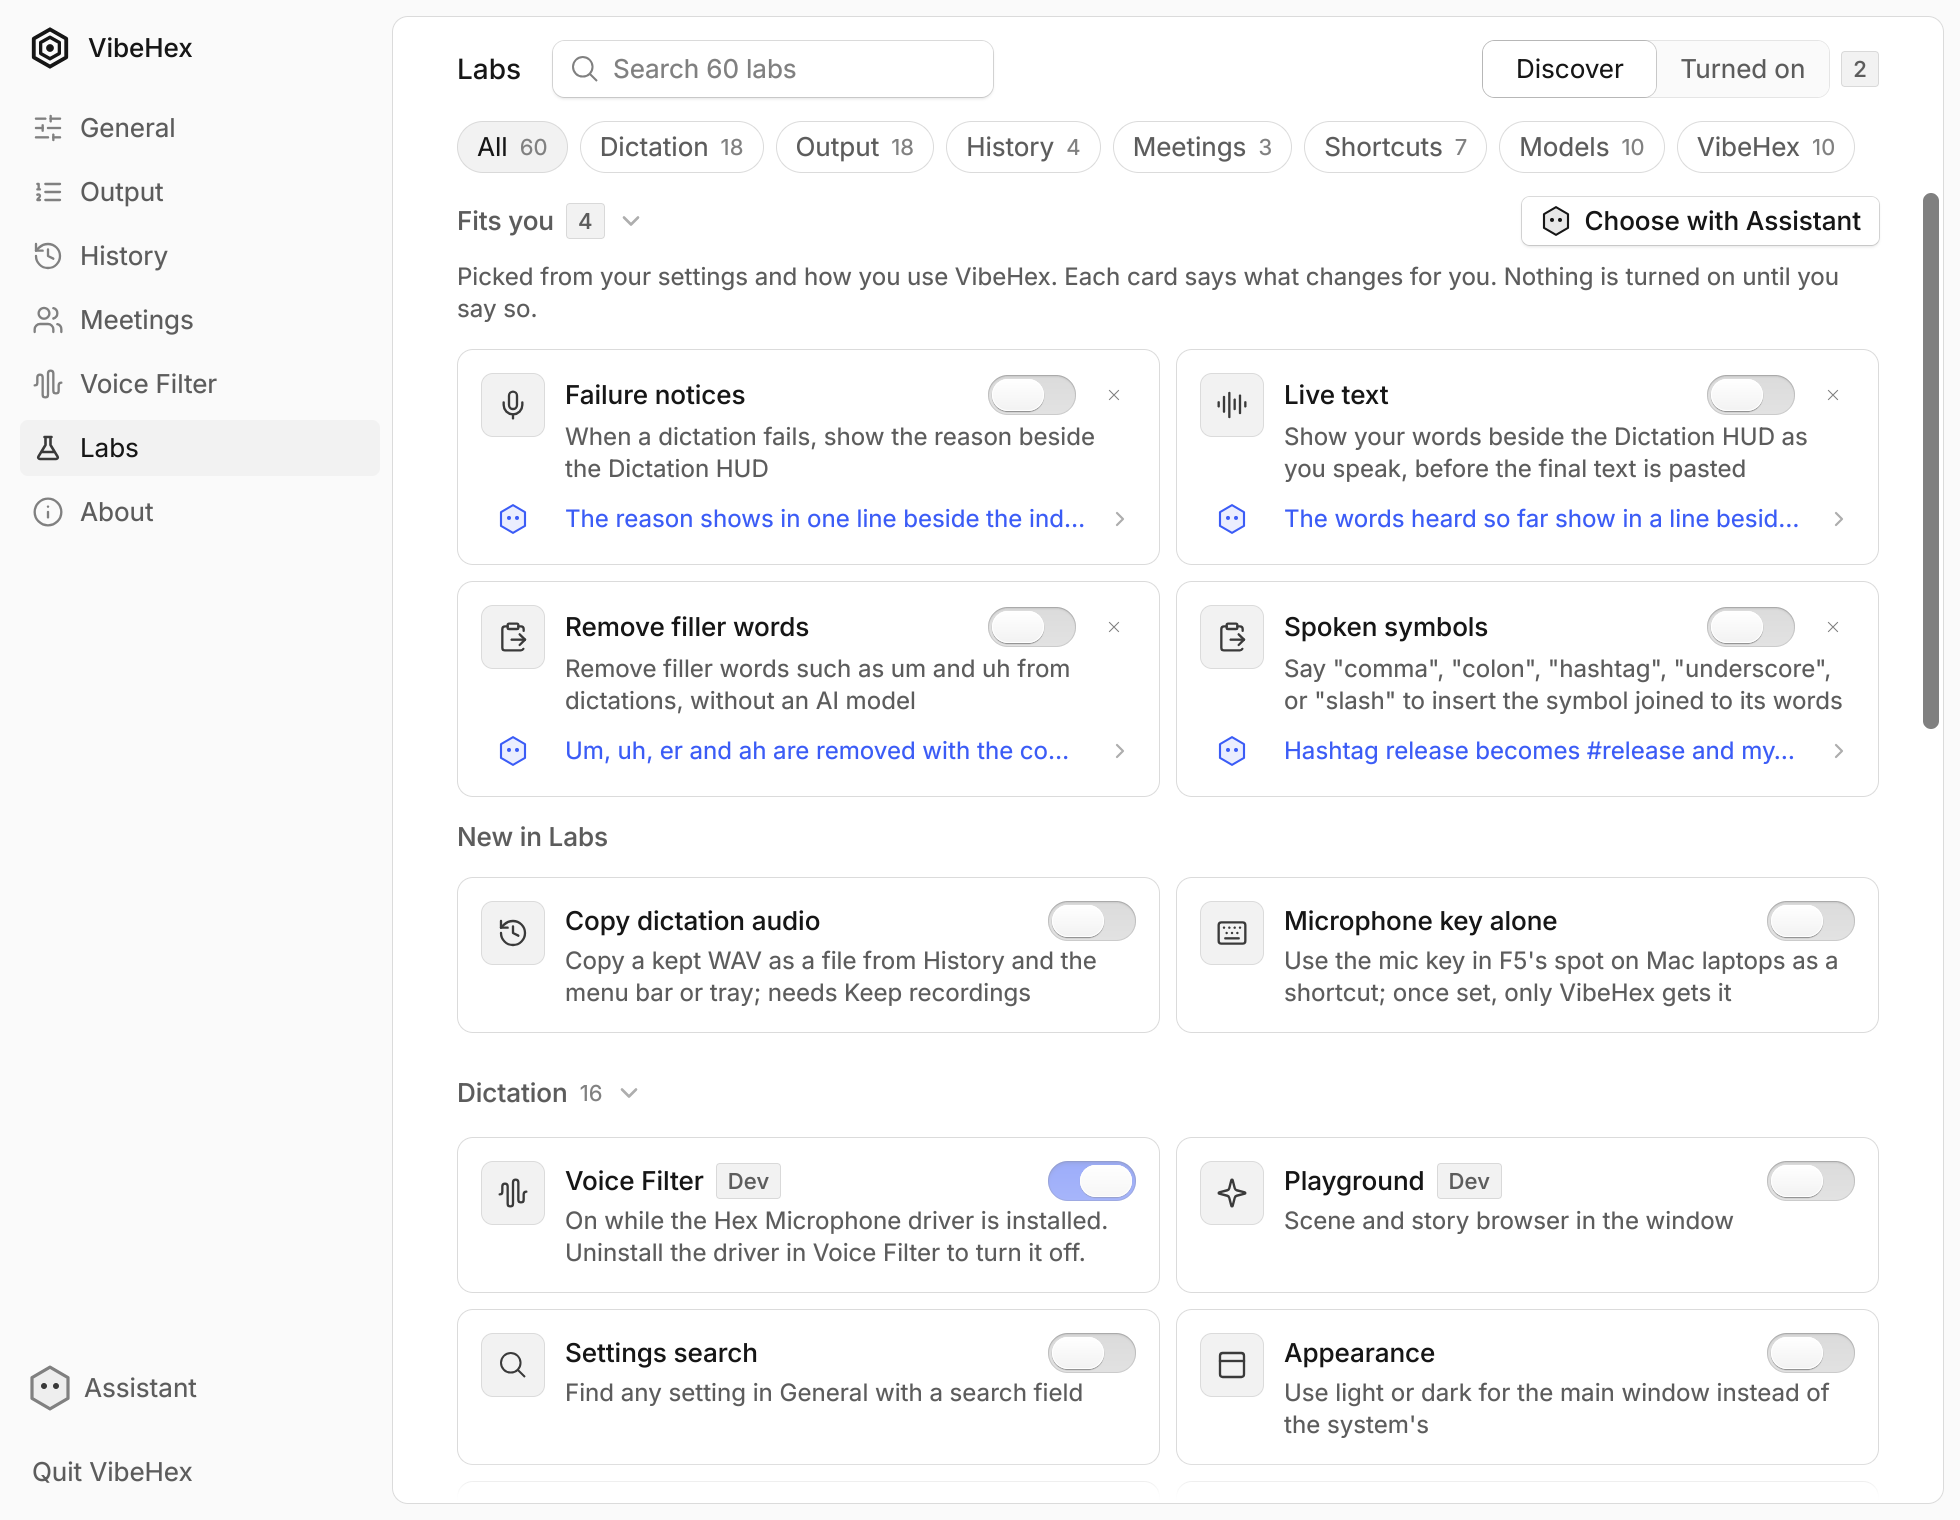 VibeHex
General
Output
History
Meetings
Voice Filter
Labs
About
Assistant
Quit VibeHex
Labs
Search 60 labs
Discover
Turned on 2
All 60
Dictation 18
Output 18
History 4
Meetings 3
Shortcuts 7
Models 10
VibeHex 10
Fits you 4
Choose with Assistant
Picked from your settings and how you use VibeHex. Each card says what changes for you. Nothing is turned on until you
say so.
Failure notices
When a dictation fails, show the reason beside
the Dictation HUD
The reason shows in one line beside the ind...
Live text
Show your words beside the Dictation HUD as
you speak, before the final text is pasted
The words heard so far show in a line besid...
Remove filler words
Remove filler words such as um and uh from
dictations, without an AI model
Um, uh, er and ah are removed with the co...
Spoken symbols
Say "comma", "colon", "hashtag", "underscore",
or "slash" to insert the symbol joined to its words
Hashtag release becomes #release and my...
New in Labs
Copy dictation audio
Copy a kept WAV as a file from History and the
menu bar or tray; needs Keep recordings
Microphone key alone
Use the mic key in F5's spot on Mac laptops as a
shortcut; once set, only VibeHex gets it
Dictation 16
Voice Filter Dev
On while the Hex Microphone driver is installed.
Uninstall the driver in Voice Filter to turn it off.
Playground Dev
Scene and story browser in the window
Settings search
Find any setting in General with a search field
Appearance
Use light or dark for the main window instead of
the system's